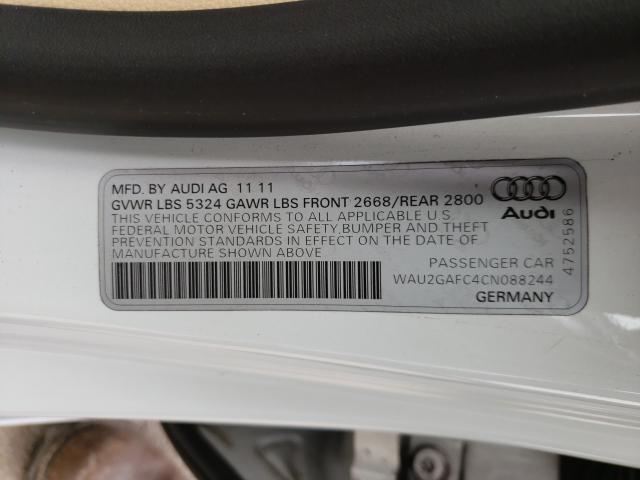 MFD. BY AUDI AG 11 11
GVWR LBS 5324 GAWR LBS FRONT 2668/REAR 2800
THIS VEHICLE CONFORMS TO ALL APPLICABLE U.S.
FEDERAL MOTOR VEHICLE SAFETY, BUMPER AND THEFT
PREVENTION STANDARDS IN EFFECT ON THE DATE OF
MANUFACTURE SHOWN ABOVE
Audi
PASSENGER CAR
WAU2GAFC4CN088244
GERMANY
4752586